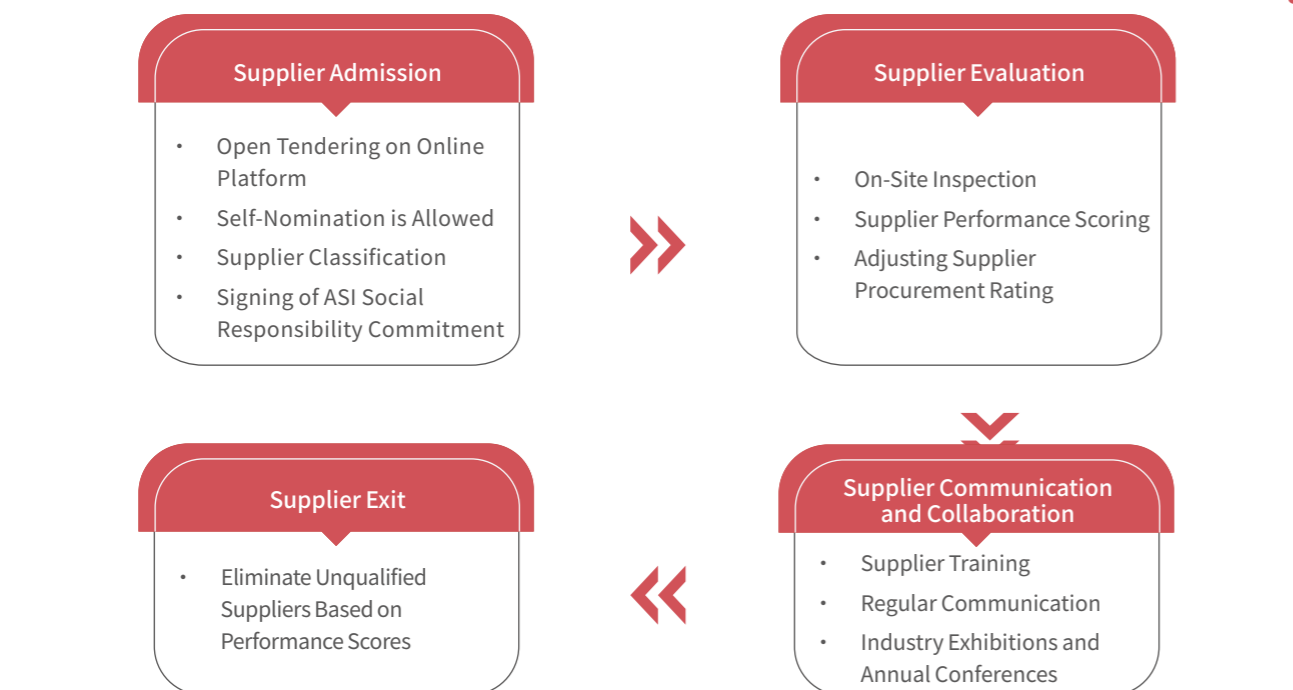 Supplier Admission
• Open Tendering on Online
Platform
• Self-Nomination is Allowed
• Supplier Classification
• Signing of ASI Social
Responsibility Commitment
Supplier Evaluation
• On-Site Inspection
• Supplier Performance Scoring
• Adjusting Supplier
Procurement Rating
Supplier Communication
and Collaboration
• Supplier Training
• Regular Communication
• Industry Exhibitions and
Annual Conferences
Supplier Exit
• Eliminate Unqualified
Suppliers Based on
Performance Scores